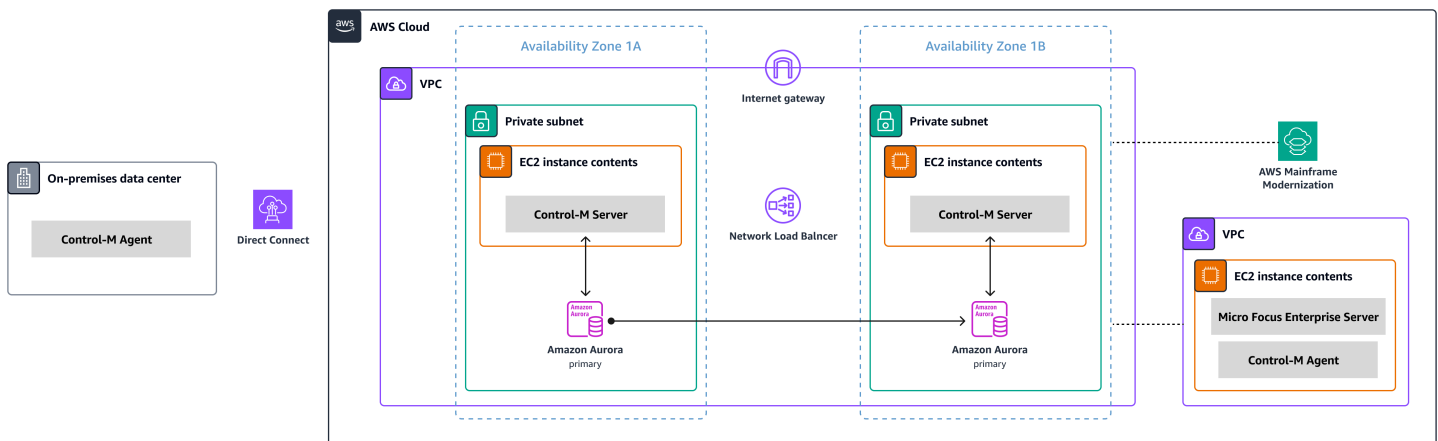 aws
AWS Cloud
Availability Zone 1A
Availability Zone 1B
VPC
Internet gateway
Private subnet
Private subnet
EC2 instance contents
EC2 instance contents
AWS Mainframe
Modernization
On-premises data center
Control-M Agent
Direct Connect
Control-M Server
Control-M Server
Network Load Balncer
VPC
EC2 instance contents
Micro Focus Enterprise Server
Control-M Agent
Amazon
Aurora
Amazon Aurora
primary
Amazon
Aurora
Amazon Aurora
primary